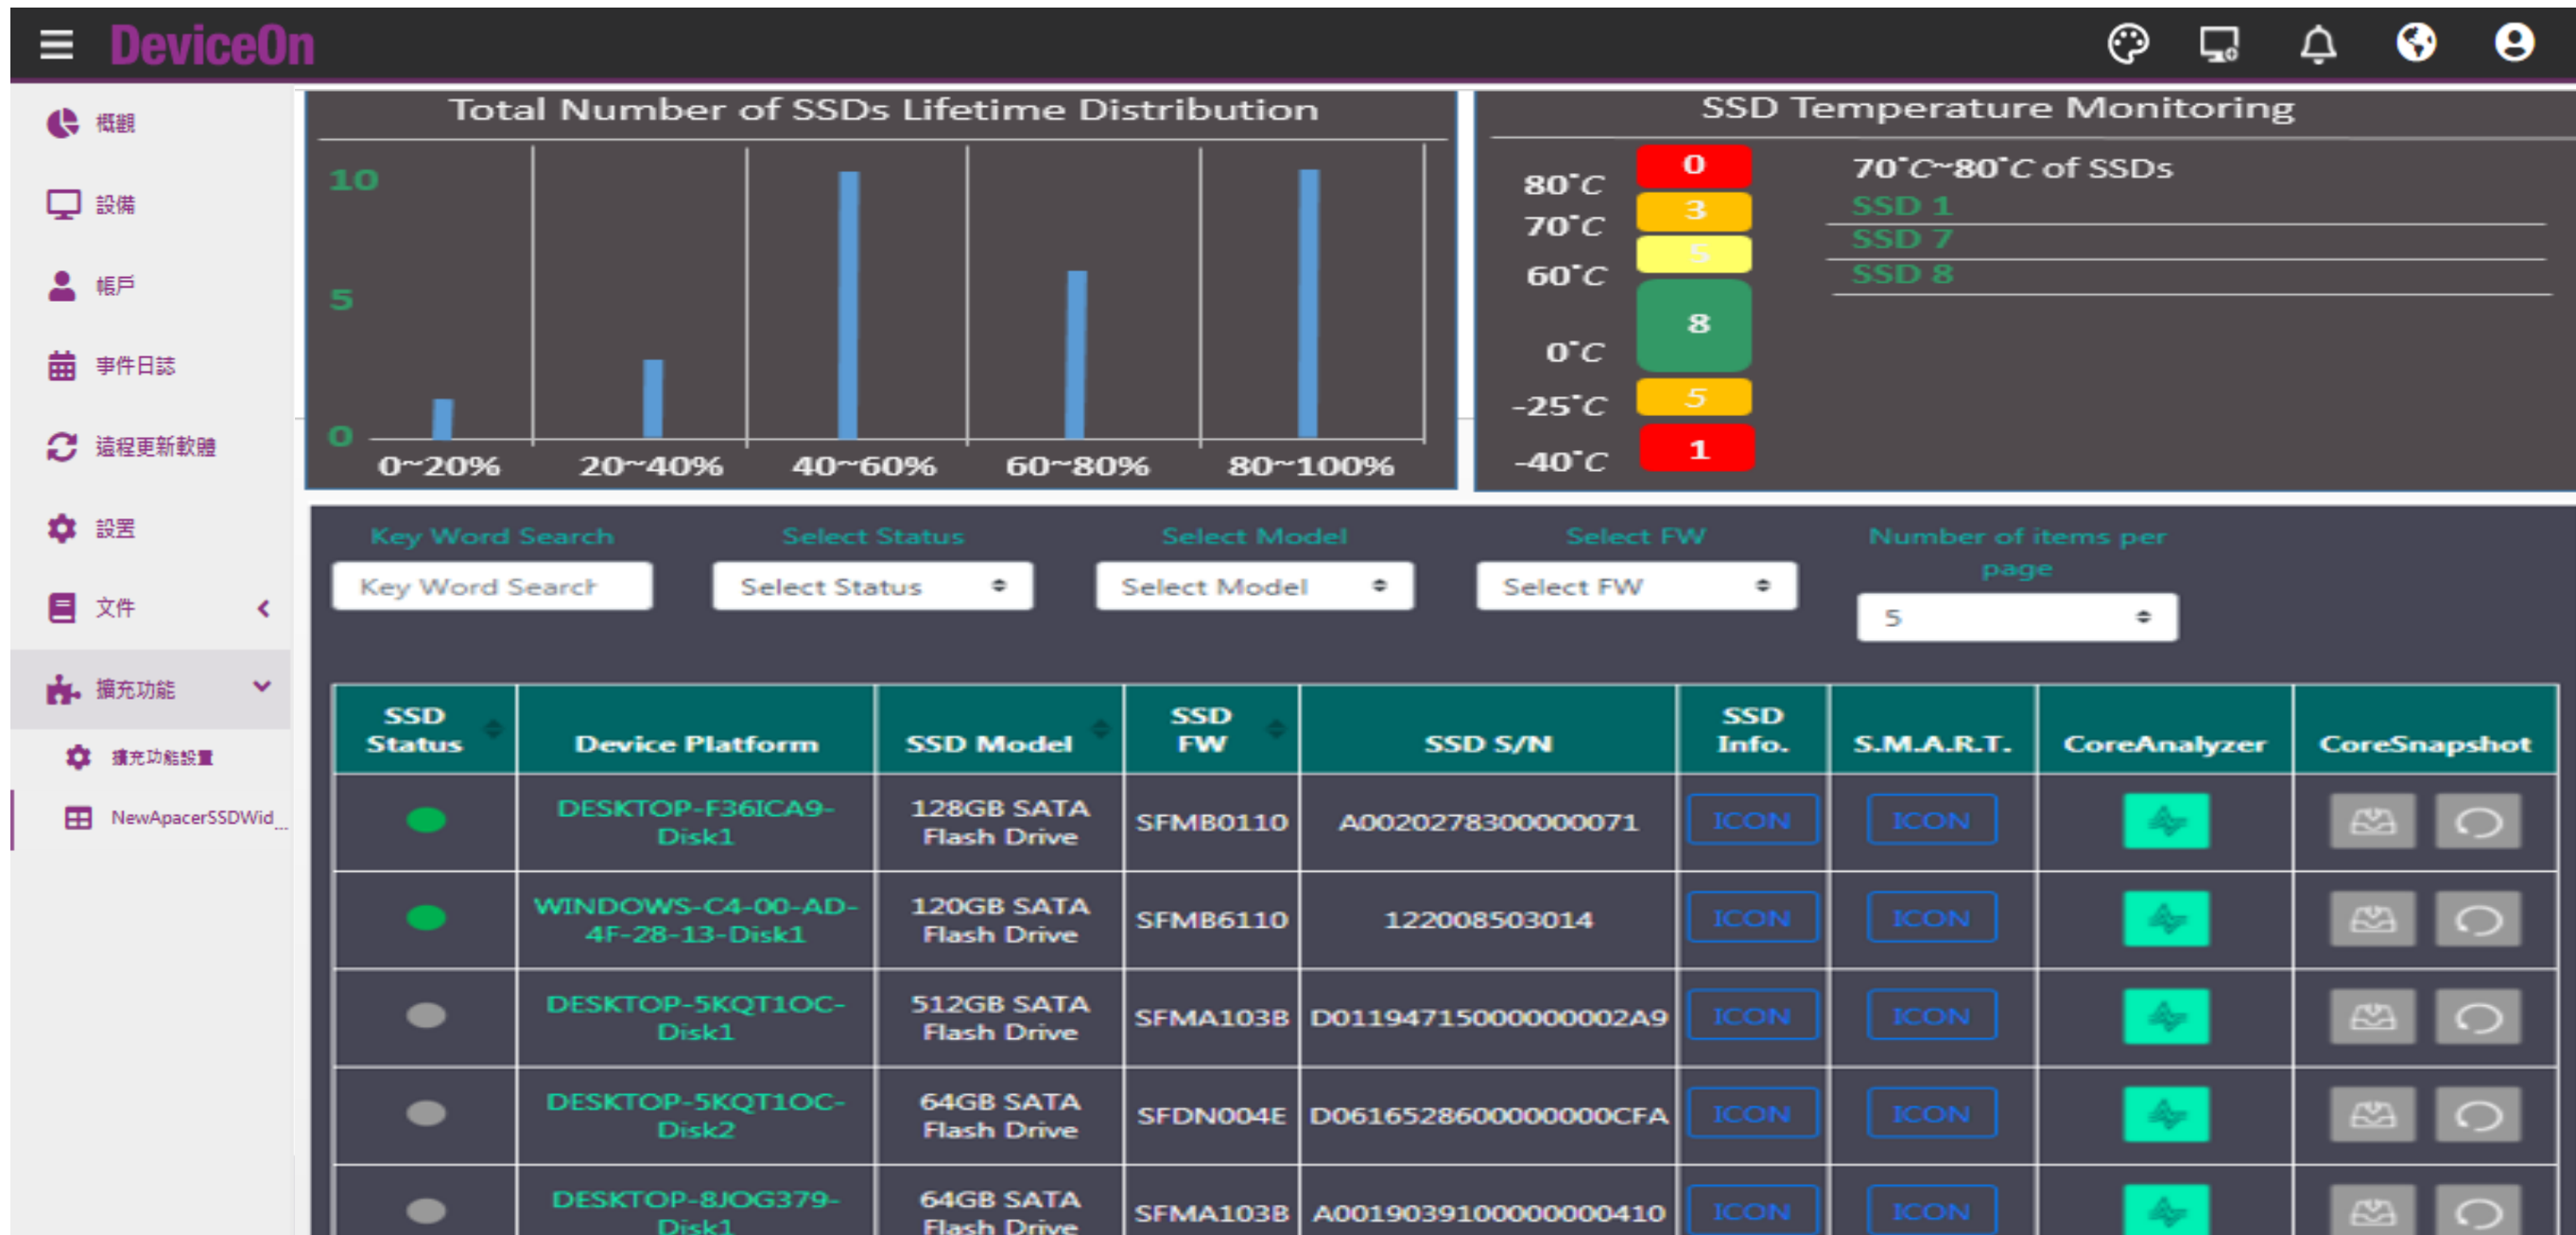 DeviceOn
概觀
設備
帳戶
事件日誌
遠程更新軟體
設置
文件
擴充功能
擴充功能設置
NewApacerSSDWid...
Total Number of SSDs Lifetime Distribution
10
5
0
0~20% 20~40% 40~60% 60~80% 80~100%
SSD Temperature Monitoring
80°C
70°C
60°C
0°C
-25°C
-40°C
0
3
5
8
5
1
70°C~80°C of SSDs
SSD 1
SSD 7
SSD 8
Key Word Search Select Status Select Model Select FW Number of items per
page
Key Word Search Select Status Select Model Select FW 5
SSD Status Device Platform SSD Model SSD FW SSD S/N SSD Info. S.M.A.R.T. CoreAnalyzer CoreSnapshot
DESKTOP-F36ICA9-
Disk1
128GB SATA
Flash Drive
SFMB0110 A0020278300000071 ICON ICON
WINDOWS-C4-00-AD-
4F-28-13-Disk1
120GB SATA
Flash Drive
SFMB6110 122008503014 ICON ICON
DESKTOP-5KQT1OC-
Disk1
512GB SATA
Flash Drive
SFMA103B D01194715000000002A9 ICON ICON
DESKTOP-5KQT1OC-
Disk2
64GB SATA
Flash Drive
SFDN004E D06165286000000000CFA ICON ICON
DESKTOP-8JOG379-
Disk1
64GB SATA
Flash Drive
SFMA103B A0019039100000000410 ICON ICON